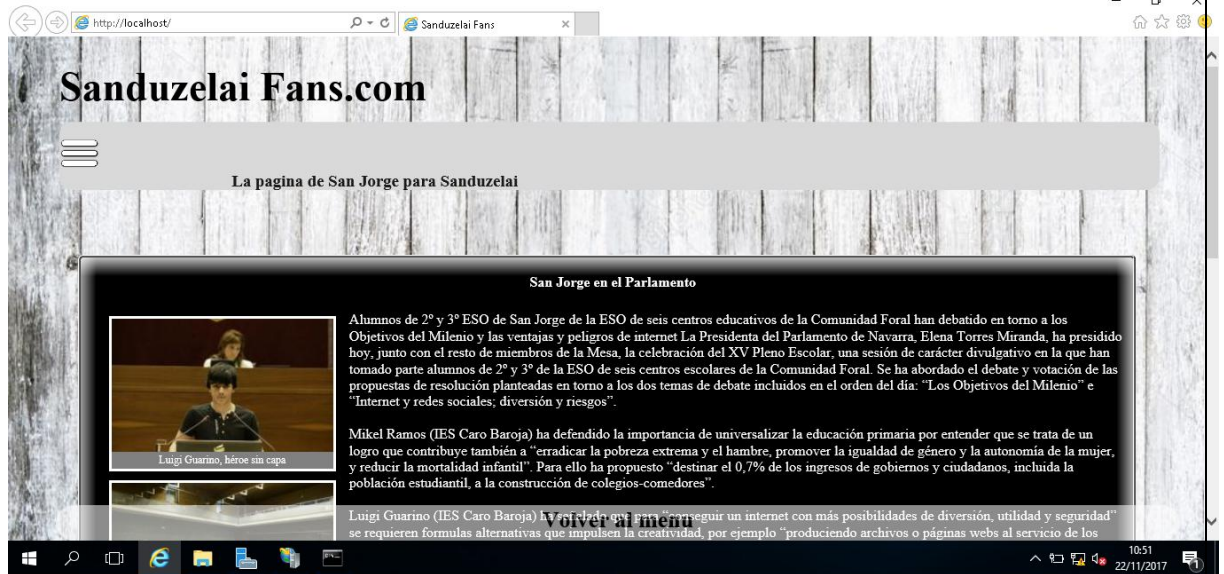 http://localhost/
Sanduzelai Fans
Sanduzelai Fans.com
La pagina de San Jorge para Sanduzelai
San Jorge en el Parlamento
Alumnos de 2º y 3º ESO de San Jorge de la ESO de seis centros educativos de la Comunidad Foral han debatido en torno a los
Objetivos del Milenio y las ventajas y peligros de internet La Presidenta del Parlamento de Navarra, Elena Torres Miranda, ha presidido
hoy, junto con el resto de miembros de la Mesa, la celebración del XV Pleno Escolar, una sesión de carácter divulgativo en la que han
tomado parte alumnos de 2º y 3º de la ESO de seis centros escolares de la Comunidad Foral. Se ha abordado el debate y votación de las
propuestas de resolución planteadas en torno a los dos temas de debate incluidos en el orden del día: “Los Objetivos del Milenio” e
“Internet y redes sociales; diversión y riesgos”.
Mikel Ramos (IES Caro Baroja) ha defendido la importancia de universalizar la educación primaria por entender que se trata de un
logro que contribuye también a “erradicar la pobreza extrema y el hambre, promover la igualdad de género y la autonomía de la mujer,
y reducir la mortalidad infantil”. Para ello ha propuesto “destinar el 0,7% de los ingresos de gobiernos y ciudadanos, incluida la
población estudiantil, a la construcción de colegios-comedores”.
Luigi Guarino, héroe sin capa
Luigi Guarino (IES Caro Baroja) ha señalado que para “conseguir un internet con más posibilidades de diversión, utilidad y seguridad”
se requieren formulas alternativas que impulsen la creatividad, por ejemplo “produciendo archivos o páginas webs al servicio de los
Volver al menu
10:51
22/11/2017
1